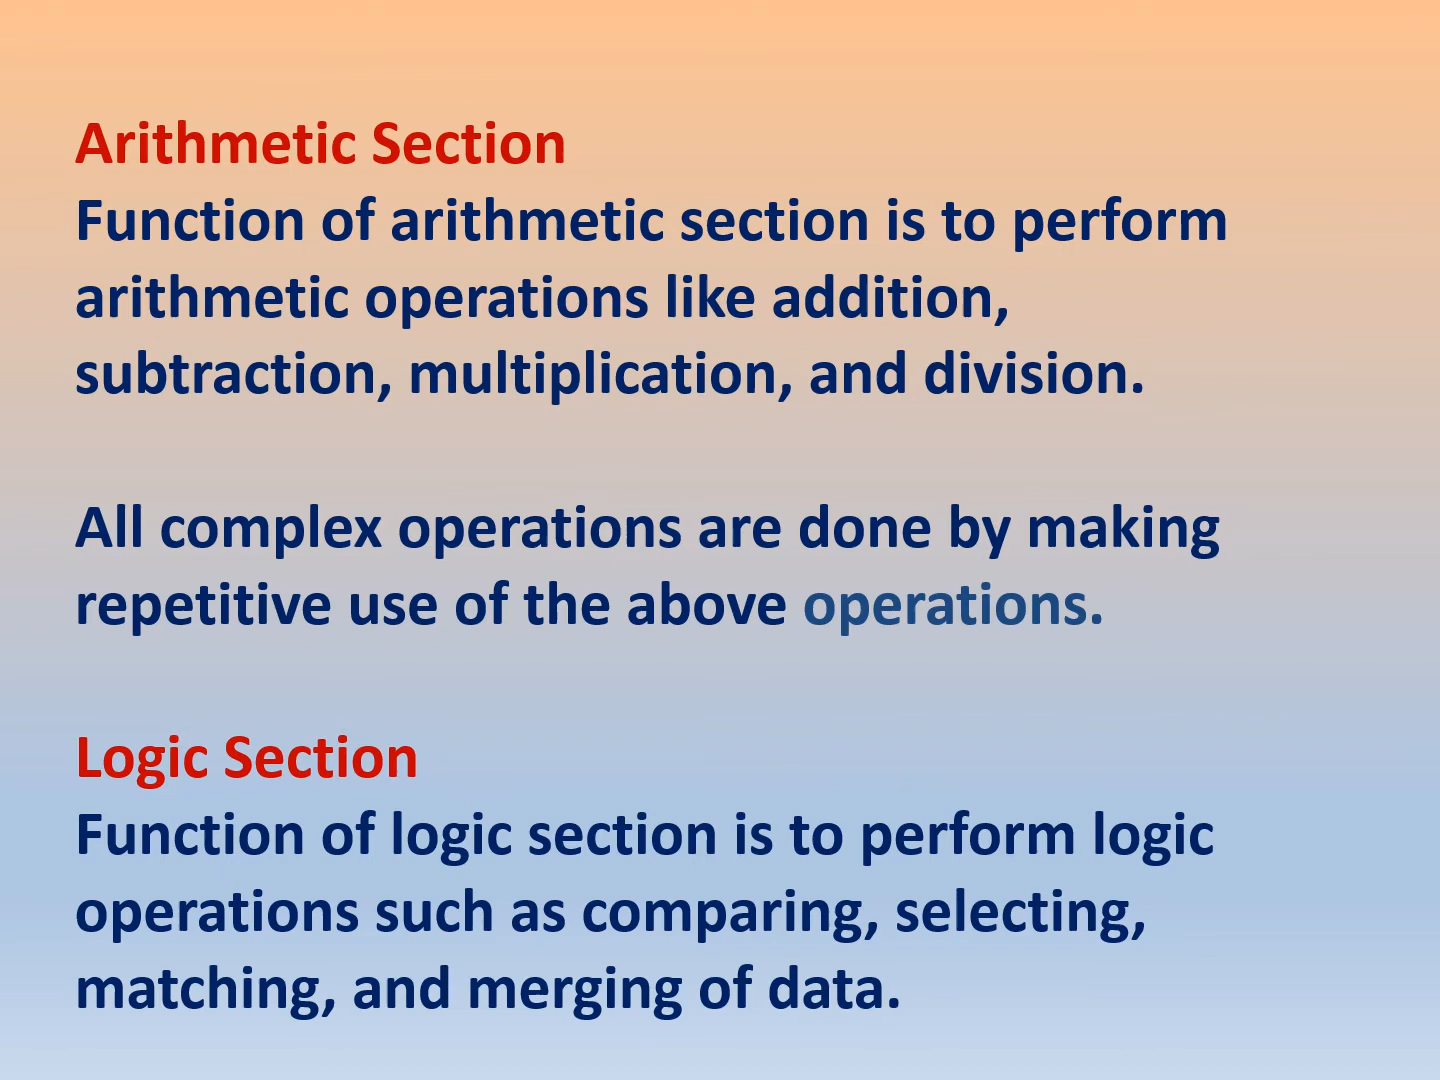 Arithmetic Section
Function of arithmetic section is to perform
arithmetic operations like addition,
subtraction, multiplication, and division.
All complex operations are done by making
repetitive use of the above operations.
Logic Section
Function of logic section is to perform logic
operations such as comparing, selecting,
matching, and merging of data.